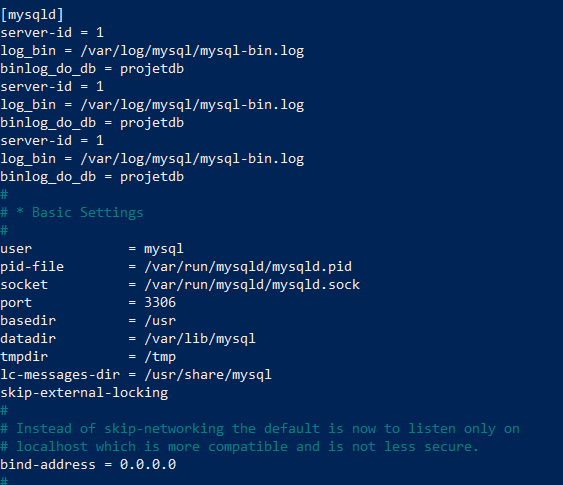 [mysqld]
server-id = 1
log_bin = /var/log/mysql/mysql-bin.log
binlog_do_db = projetdb
server-id = 1
log_bin = /var/log/mysql/mysql-bin.log
binlog_do_db = projetdb
server-id = 1
log_bin = /var/log/mysql/mysql-bin.log
binlog_do_db = projetdb
#
# * Basic Settings
#
user            = mysql
pid-file        = /var/run/mysqld/mysqld.pid
socket          = /var/run/mysqld/mysqld.sock
port            = 3306
basedir         = /usr
datadir         = /var/lib/mysql
tmpdir          = /tmp
lc-messages-dir = /usr/share/mysql
skip-external-locking
#
# Instead of skip-networking the default is now to listen only on
# localhost which is more compatible and is not less secure.
bind-address = 0.0.0.0
#